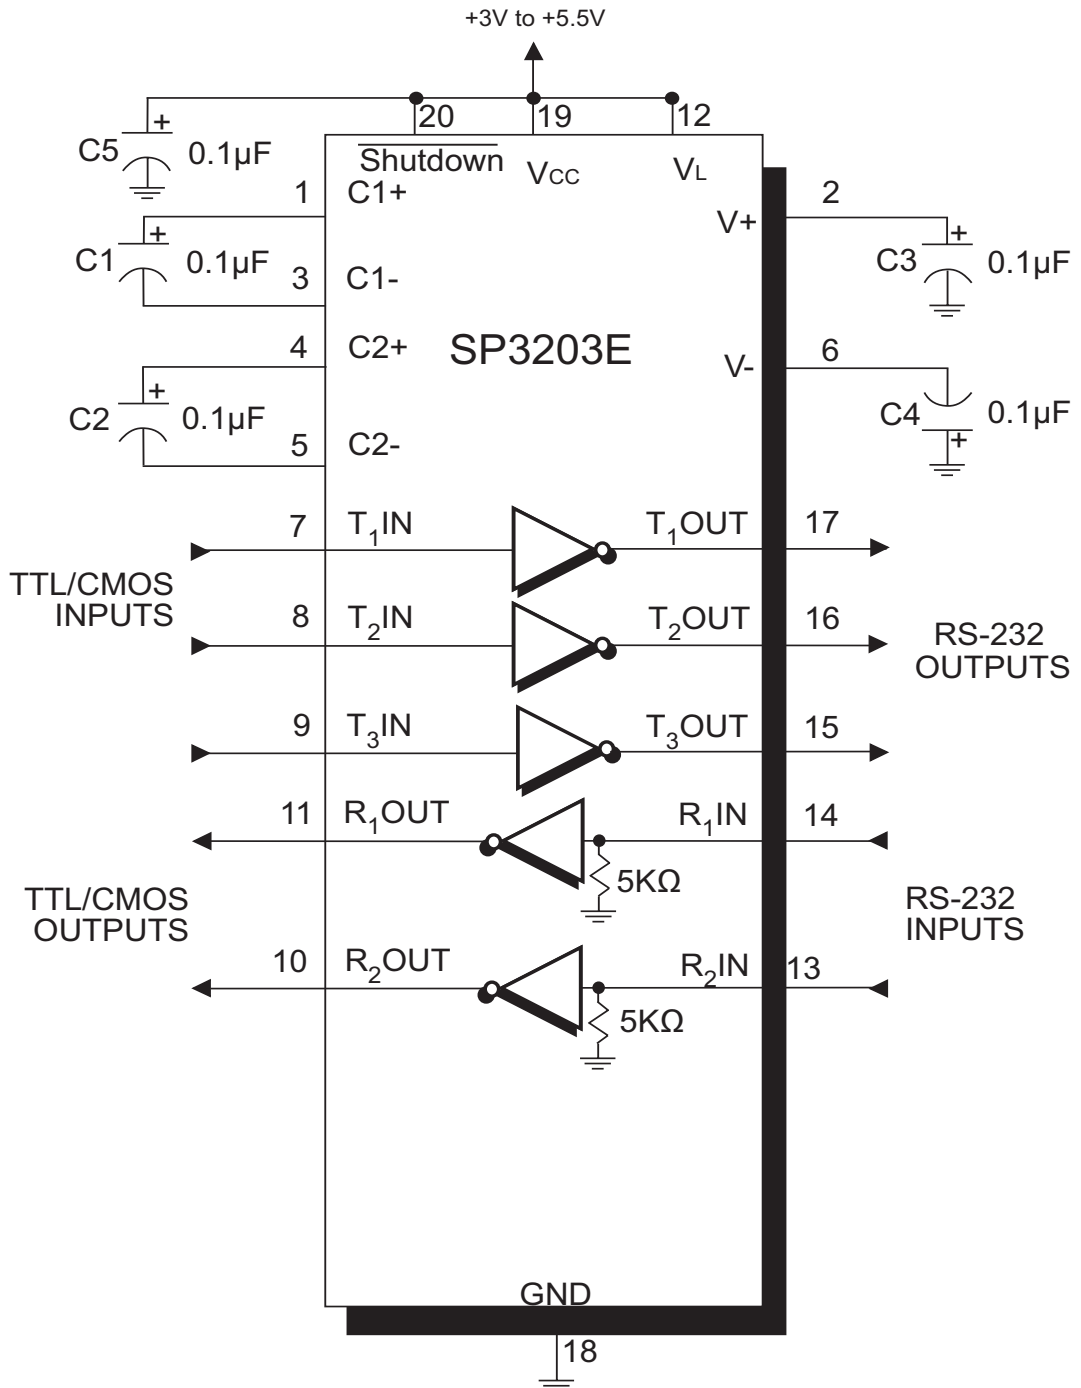 +3V to +5.5V
20
19
12
C5
+
0.1µF
Shutdown
VCC
VL
1
C1+
V+
2
C1
+
0.1µF
3
C1-
C3
+
0.1µF
4
C2+
SP3203E
V-
6
C2
+
0.1µF
5
C2-
C4
+
0.1µF
7
T1IN
T1OUT
17
TTL/CMOS
INPUTS
8
T2IN
T2OUT
16
RS-232
OUTPUTS
9
T3IN
T3OUT
15
11
R1OUT
R1IN
14
5KΩ
TTL/CMOS
OUTPUTS
RS-232
INPUTS
10
R2OUT
R2IN
13
5KΩ
GND
18